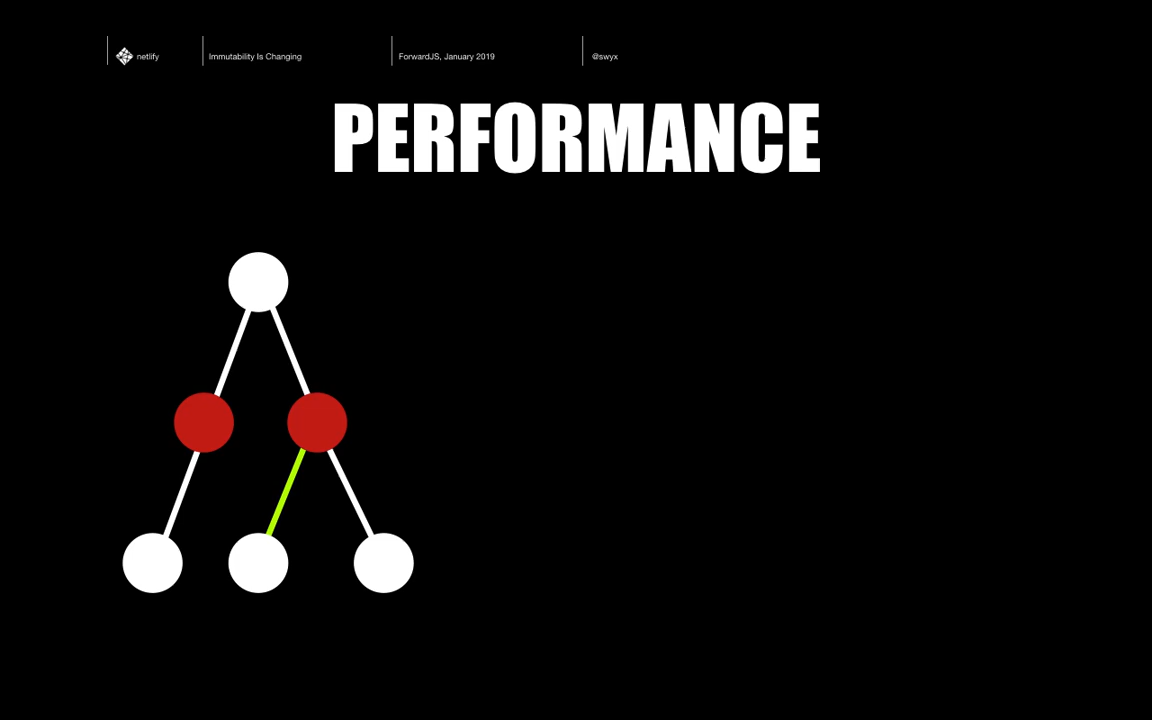 netlify
Immutability Is Changing
ForwardJS, January 2019
@swyx
PERFORMANCE